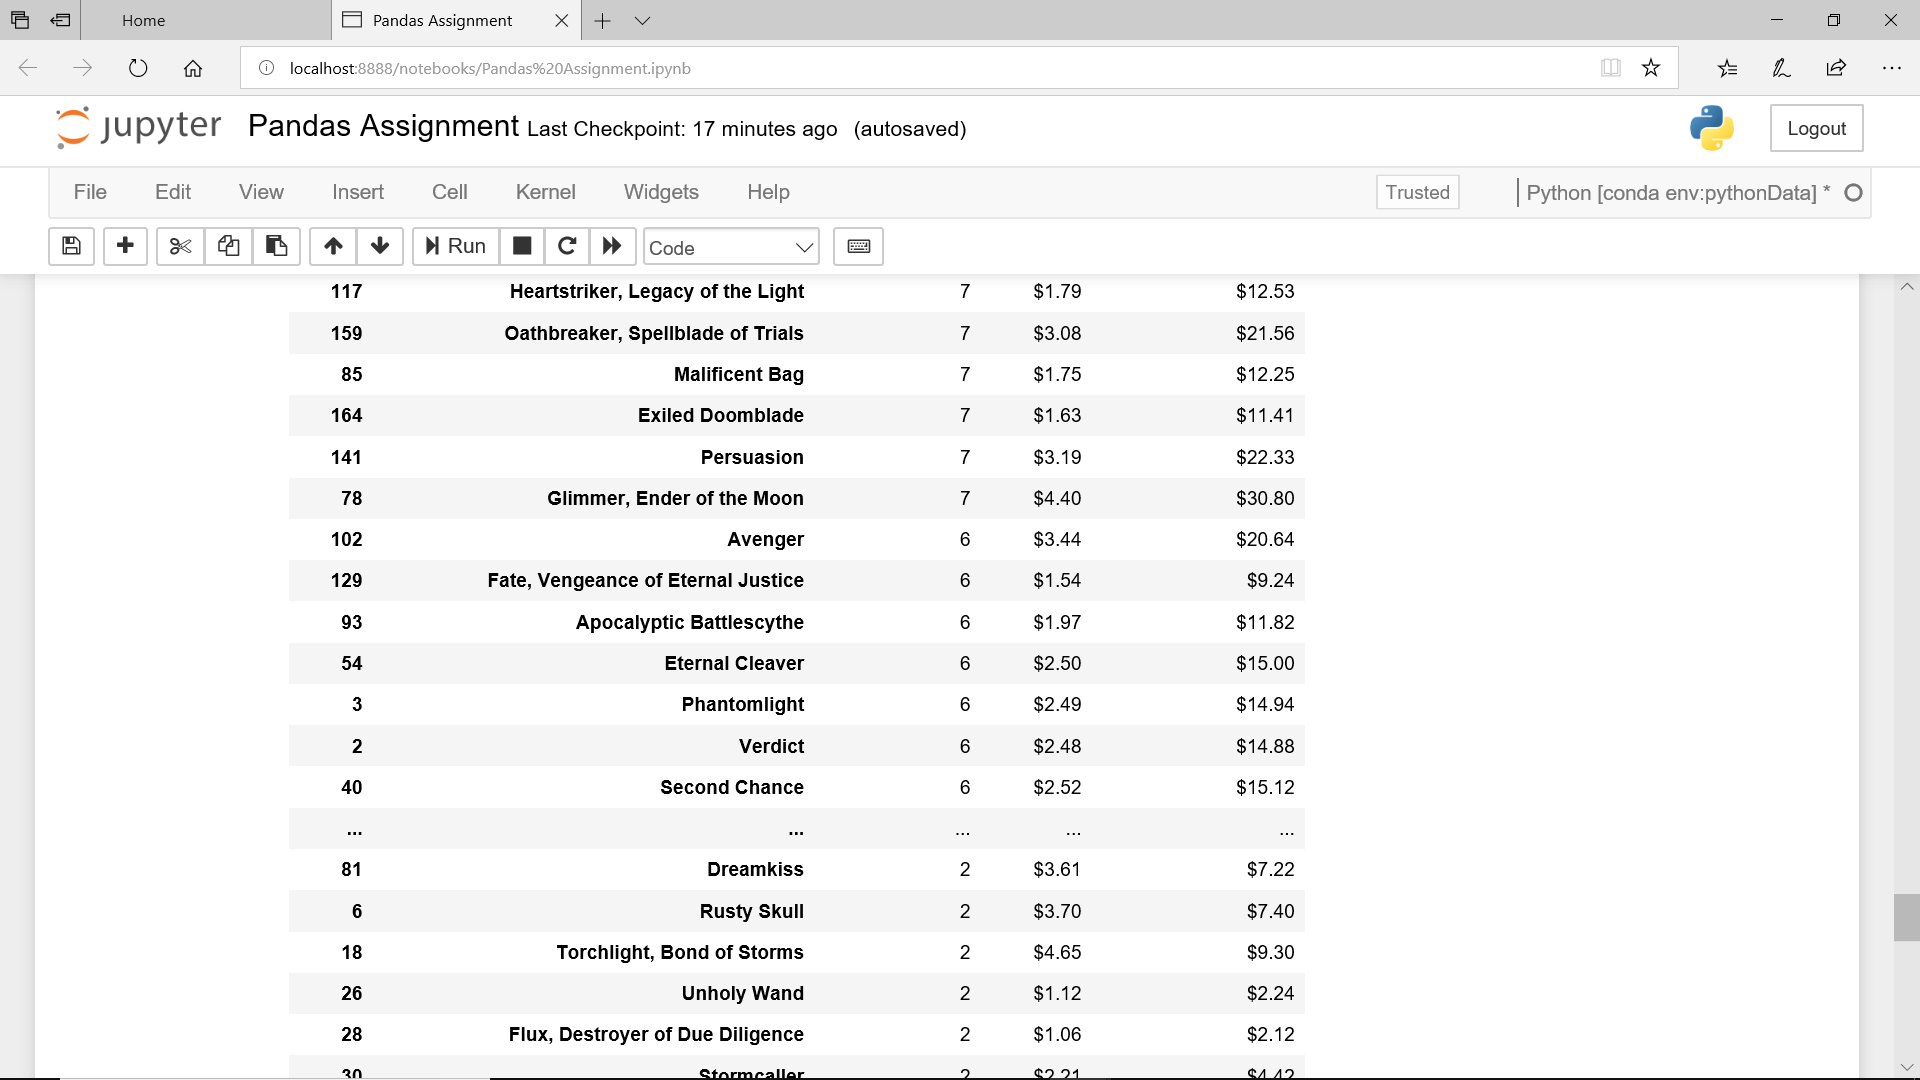 Home
Pandas Assignment
localhost:8888/notebooks/Pandas%20Assignment.ipynb
jupyter Pandas Assignment Last Checkpoint: 17 minutes ago (autosaved)
Logout
File Edit View Insert Cell Kernel Widgets Help
Trusted
Python [conda env:pythonData] *
Run
Code
117 Heartstriker, Legacy of the Light 7 $1.79 $12.53
159 Oathbreaker, Spellblade of Trials 7 $3.08 $21.56
85 Malificent Bag 7 $1.75 $12.25
164 Exiled Doomblade 7 $1.63 $11.41
141 Persuasion 7 $3.19 $22.33
78 Glimmer, Ender of the Moon 7 $4.40 $30.80
102 Avenger 6 $3.44 $20.64
129 Fate, Vengeance of Eternal Justice 6 $1.54 $9.24
93 Apocalyptic Battlescythe 6 $1.97 $11.82
54 Eternal Cleaver 6 $2.50 $15.00
3 Phantomlight 6 $2.49 $14.94
2 Verdict 6 $2.48 $14.88
40 Second Chance 6 $2.52 $15.12
... ... ... ... ...
81 Dreamkiss 2 $3.61 $7.22
6 Rusty Skull 2 $3.70 $7.40
18 Torchlight, Bond of Storms 2 $4.65 $9.30
26 Unholy Wand 2 $1.12 $2.24
28 Flux, Destroyer of Due Diligence 2 $1.06 $2.12
30 Stormcaller 2 $2.21 $4.42